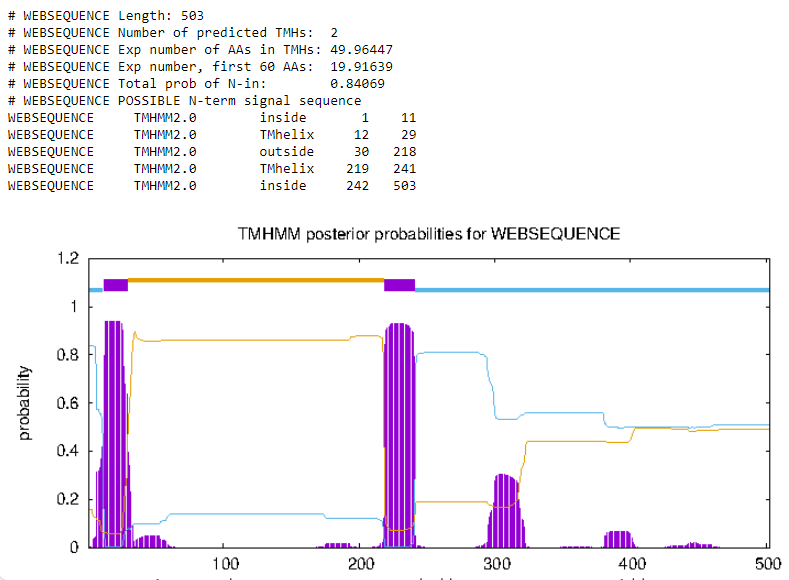 # WEBSEQUENCE Length: 503
# WEBSEQUENCE Number of predicted TMHs:  2
# WEBSEQUENCE Exp number of AAs in TMHs: 49.96447
# WEBSEQUENCE Exp number, first 60 AAs:  19.91639
# WEBSEQUENCE Total prob of N-in:        0.84069
# WEBSEQUENCE POSSIBLE N-term signal sequence
WEBSEQUENCE TMHMM2.0 inside 1 11
WEBSEQUENCE TMHMM2.0 TMhelix 12 29
WEBSEQUENCE TMHMM2.0 outside 30 218
WEBSEQUENCE TMHMM2.0 TMhelix 219 241
WEBSEQUENCE TMHMM2.0 inside 242 503
TMHMM posterior probabilities for WEBSEQUENCE
1.2
1
0.8
0.6
0.4
0.2
0
probability
100 200 300 400 500